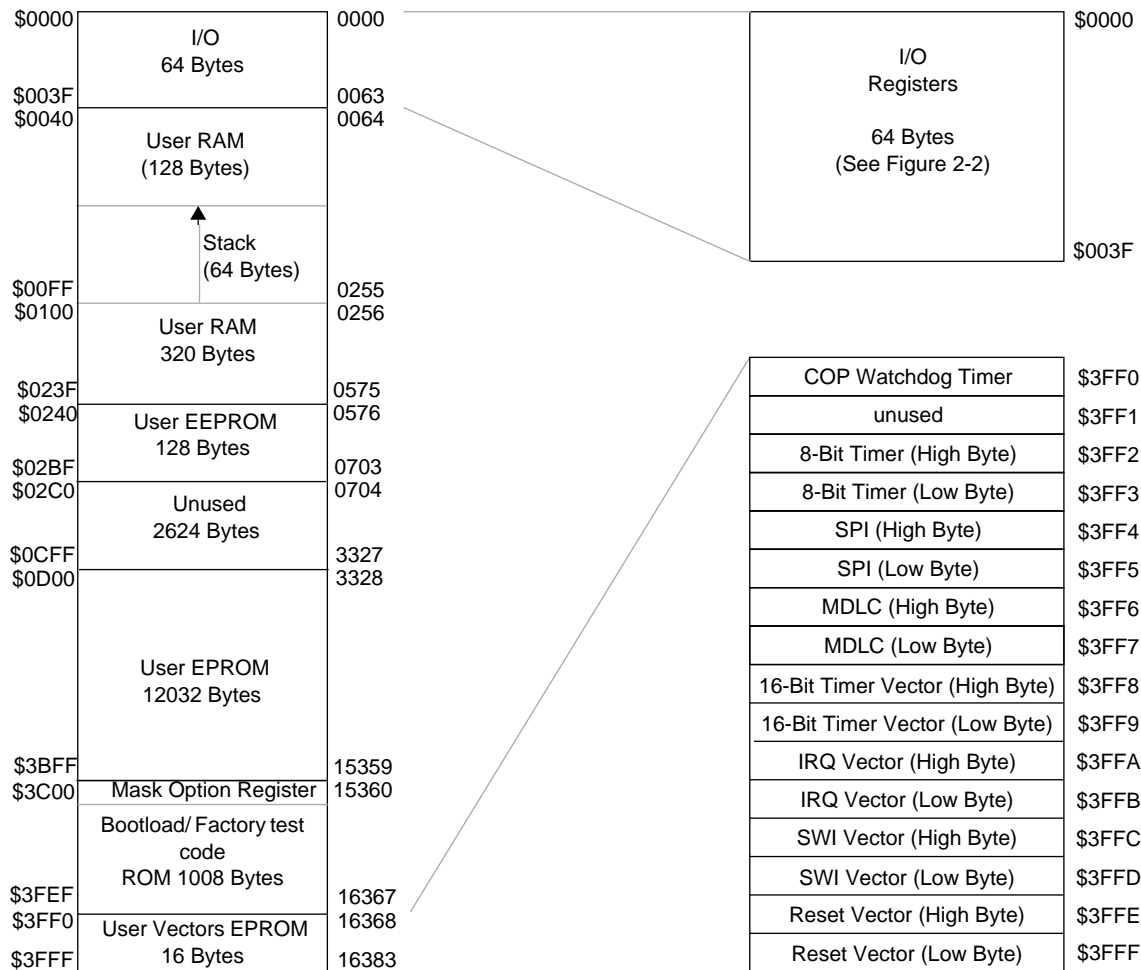 $0000
I/O
64 Bytes
0000
$003F
0063
$0040
0064
User RAM
(128 Bytes)
Stack
(64 Bytes)
$00FF
0255
$0100
0256
User RAM
320 Bytes
$023F
0575
$0240
0576
User EEPROM
128 Bytes
$02BF
0703
$02C0
0704
Unused
2624 Bytes
$0CFF
3327
$0D00
3328
User EPROM
12032 Bytes
$3BFF
15359
$3C00
Mask Option Register
15360
Bootload/ Factory test
code
ROM 1008 Bytes
$3FEF
16367
$3FF0
16368
User Vectors EPROM
16 Bytes
$3FFF
16383
$0000
I/O
Registers
64 Bytes
(See Figure 2-2)
$003F
COP Watchdog Timer
$3FF0
unused
$3FF1
8-Bit Timer (High Byte)
$3FF2
8-Bit Timer (Low Byte)
$3FF3
SPI (High Byte)
$3FF4
SPI (Low Byte)
$3FF5
MDLC (High Byte)
$3FF6
MDLC (Low Byte)
$3FF7
16-Bit Timer Vector (High Byte)
$3FF8
16-Bit Timer Vector (Low Byte)
$3FF9
IRQ Vector (High Byte)
$3FFA
IRQ Vector (Low Byte)
$3FFB
SWI Vector (High Byte)
$3FFC
SWI Vector (Low Byte)
$3FFD
Reset Vector (High Byte)
$3FFE
Reset Vector (Low Byte)
$3FFF